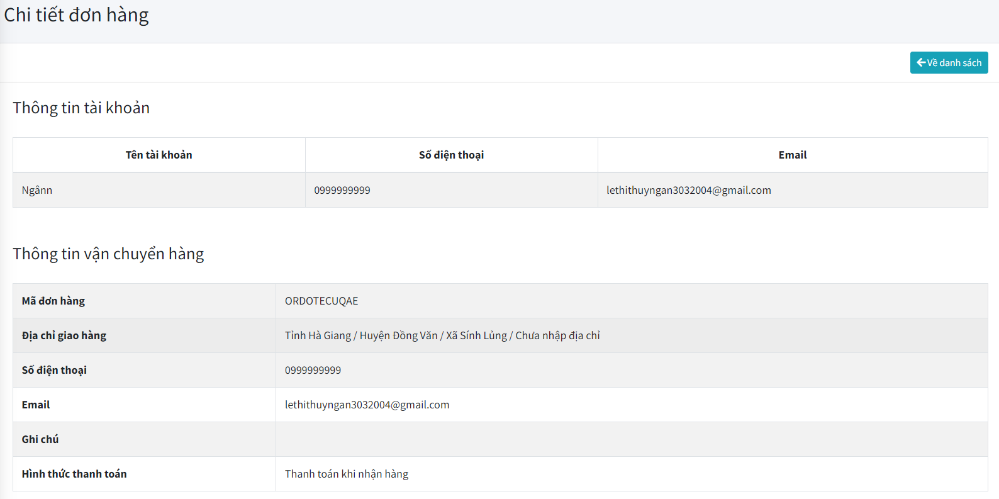 Chi tiết đơn hàng
Về danh sách
Thông tin tài khoản
Tên tài khoản Số điện thoại Email
Ngânn 0999999999 lethithuyngan3032004@gmail.com
Thông tin vận chuyển hàng
Mã đơn hàng ORDOTECUQAE
Địa chỉ giao hàng Tỉnh Hà Giang / Huyện Đồng Văn / Xã Sính Lủng / Chưa nhập địa chỉ
Số điện thoại 0999999999
Email lethithuyngan3032004@gmail.com
Ghi chú
Hình thức thanh toán Thanh toán khi nhận hàng